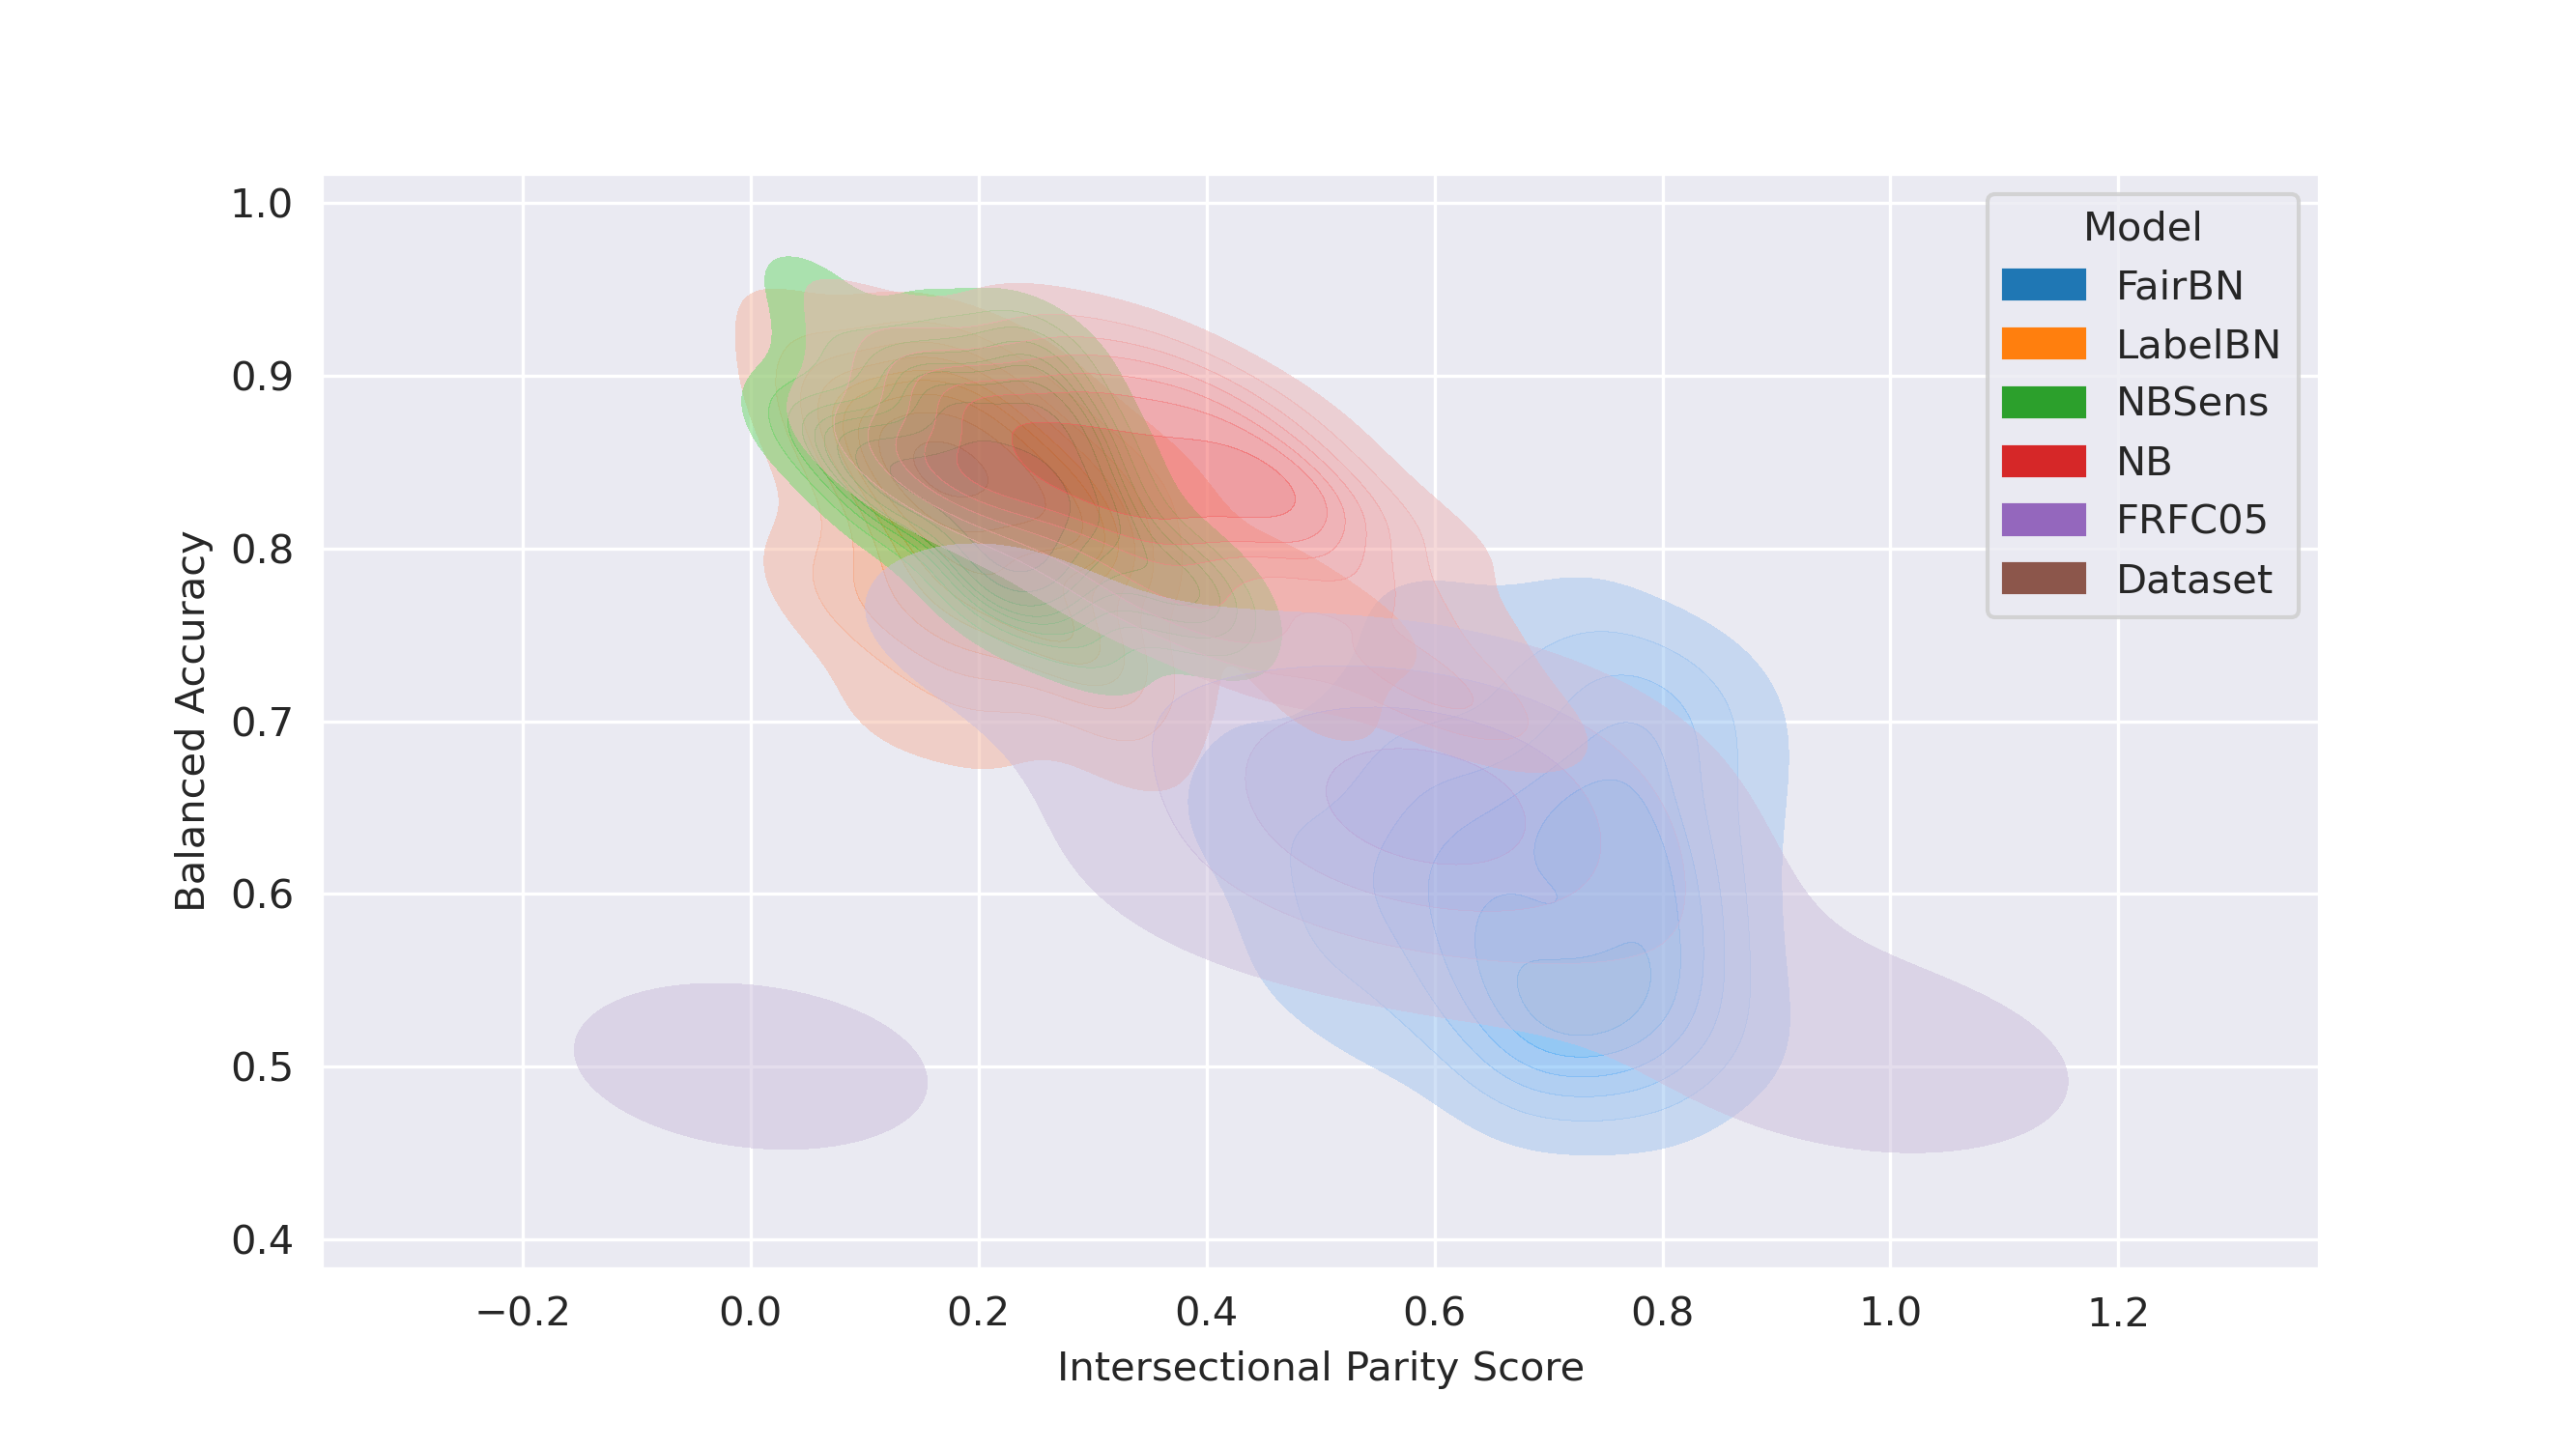 Model
FairBN
LabelBN
NBSens
NB
FRFC05
Dataset
Balanced Accuracy
1.0
0.9
0.8
0.7
0.6
0.5
0.4
−0.2
0.0
0.2
0.4
0.6
0.8
1.0
1.2
Intersectional Parity Score